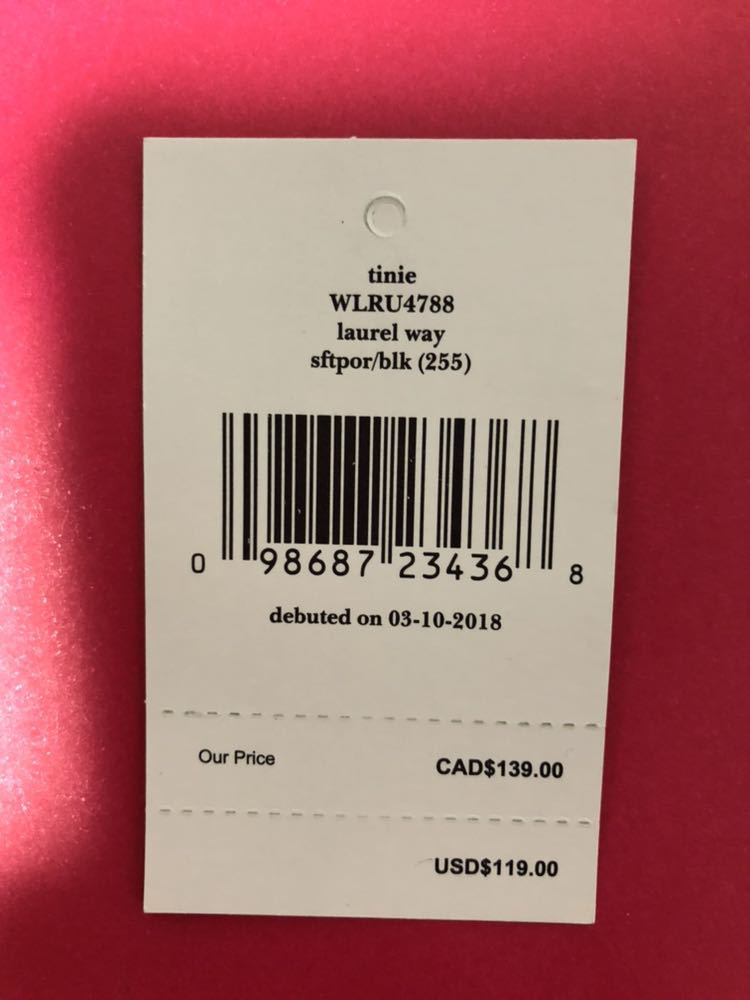 tinie
WLRU4788
laurel way
sftpor/blk (255)
0 98687 23436 8
debuted on 03-10-2018
Our Price CAD$139.00
USD$119.00